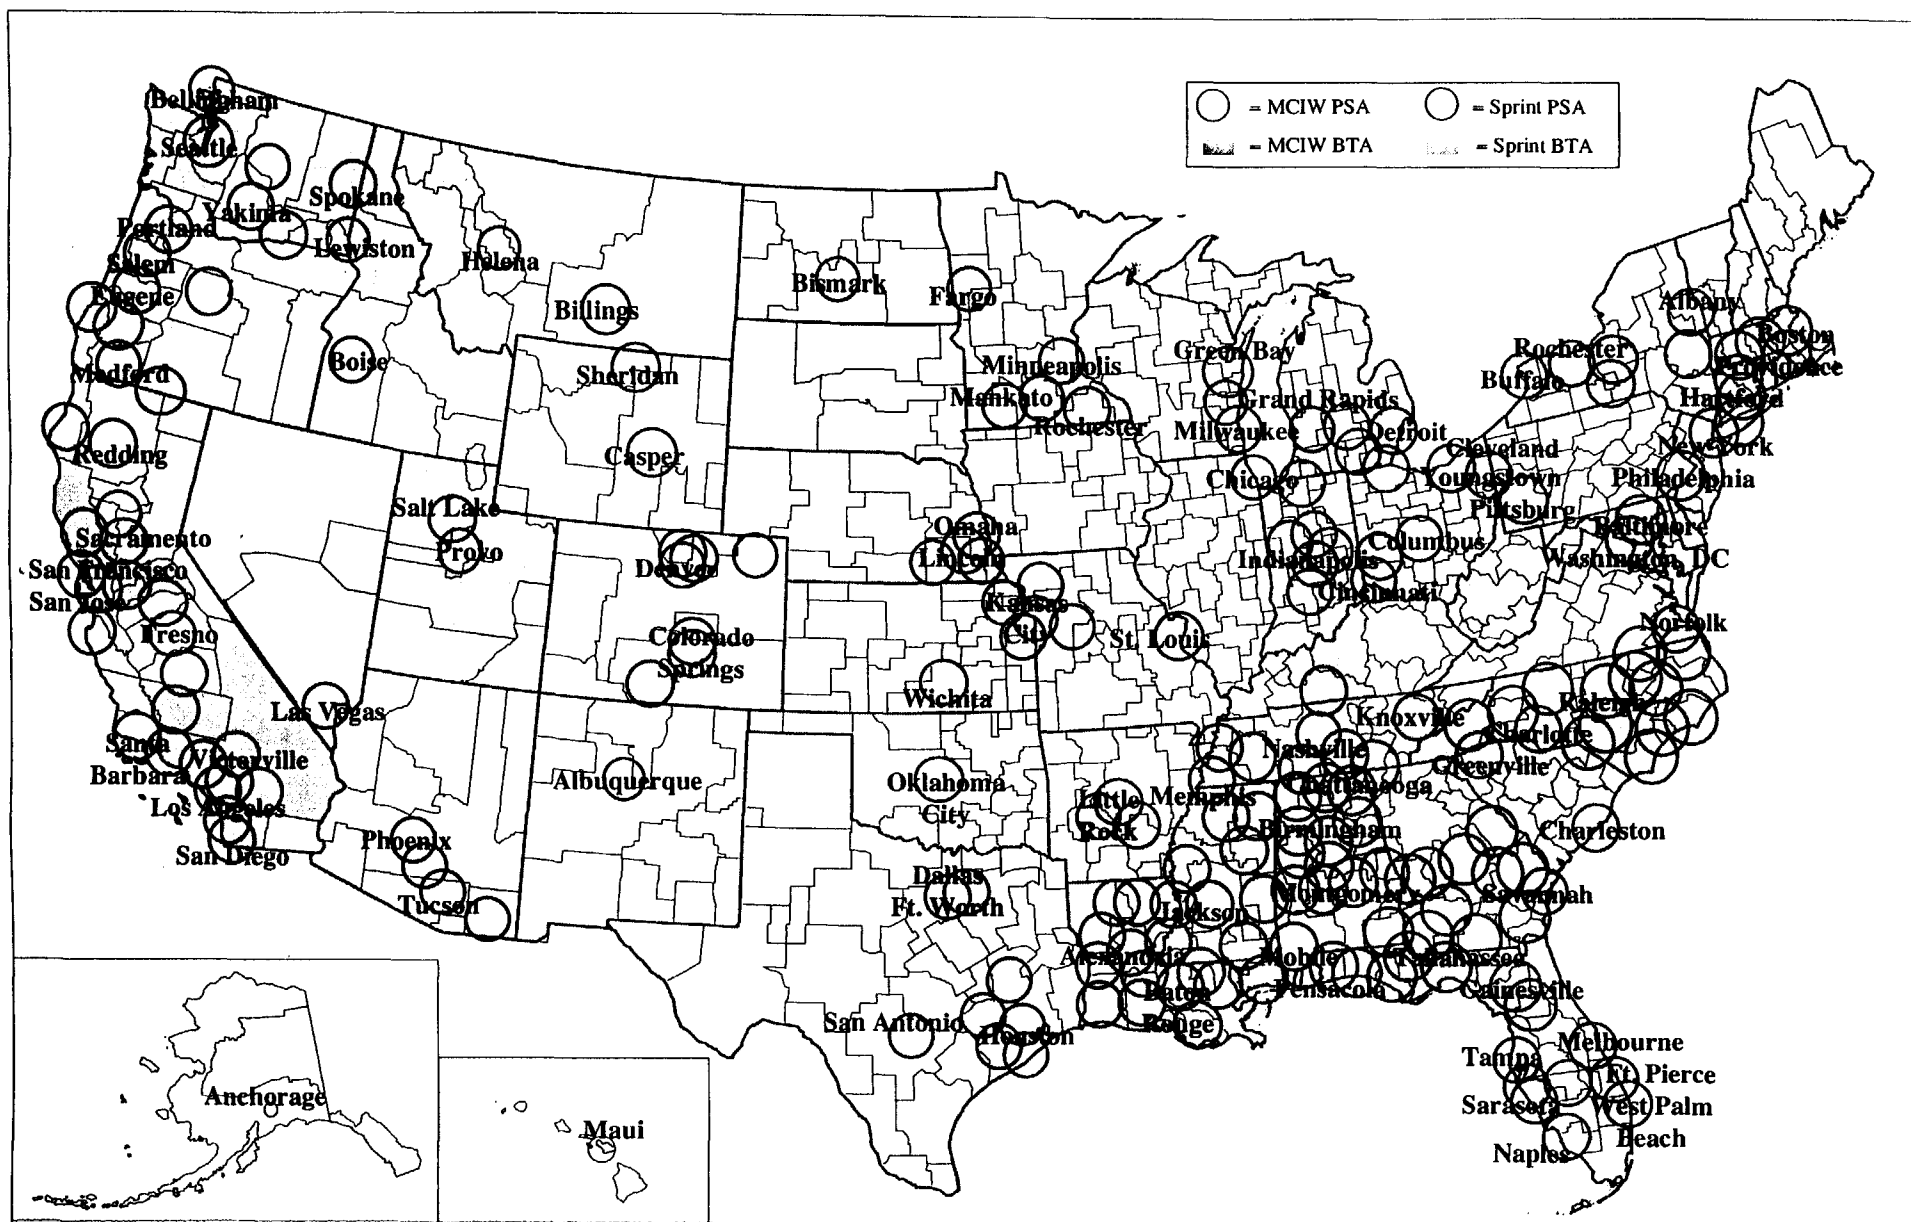 = MCIW PSA
= Sprint PSA
= MCIW BTA
= Sprint BTA
Bellingham
Seattle
Spokane
Yakima
Portland
Lewiston
Salem
Helena
Eugene
Billings
Bismark
Fargo
Albany
Boston
Medford
Boise
Sheridan
Minneapolis
Green Bay
Rochester
Providence
Buffalo
Mankato
Grand Rapids
Hartford
Rochester
Milwaukee
Detroit
Redding
Casper
Cleveland
New York
Chicago
Youngstown
Philadelphia
Salt Lake
Pittsburg
Omaha
Baltimore
Sacramento
Provo
Columbus
San Francisco
Denver
Lincoln
Indianapolis
Washington, DC
San Jose
Kansas
City
Cincinnati
Fresno
Colorado
Springs
St. Louis
Norfolk
Wichita
Las Vegas
Raleigh
Knoxville
Santa
Barbara
Victorville
Nashville
Charlotte
Greenville
Albuquerque
Oklahoma
City
Chattanooga
Los Angeles
Little
Rock
Memphis
Birmingham
Charleston
Phoenix
San Diego
Dallas
Ft. Worth
Montgomery
Savannah
Tucson
Jackson
Alexandria
Mobile
Tallahassee
Baton
Rouge
Pensacola
Gainesville
San Antonio
Houston
Melbourne
Tampa
Ft. Pierce
Anchorage
Sarasota
West Palm
Beach
Maui
Naples